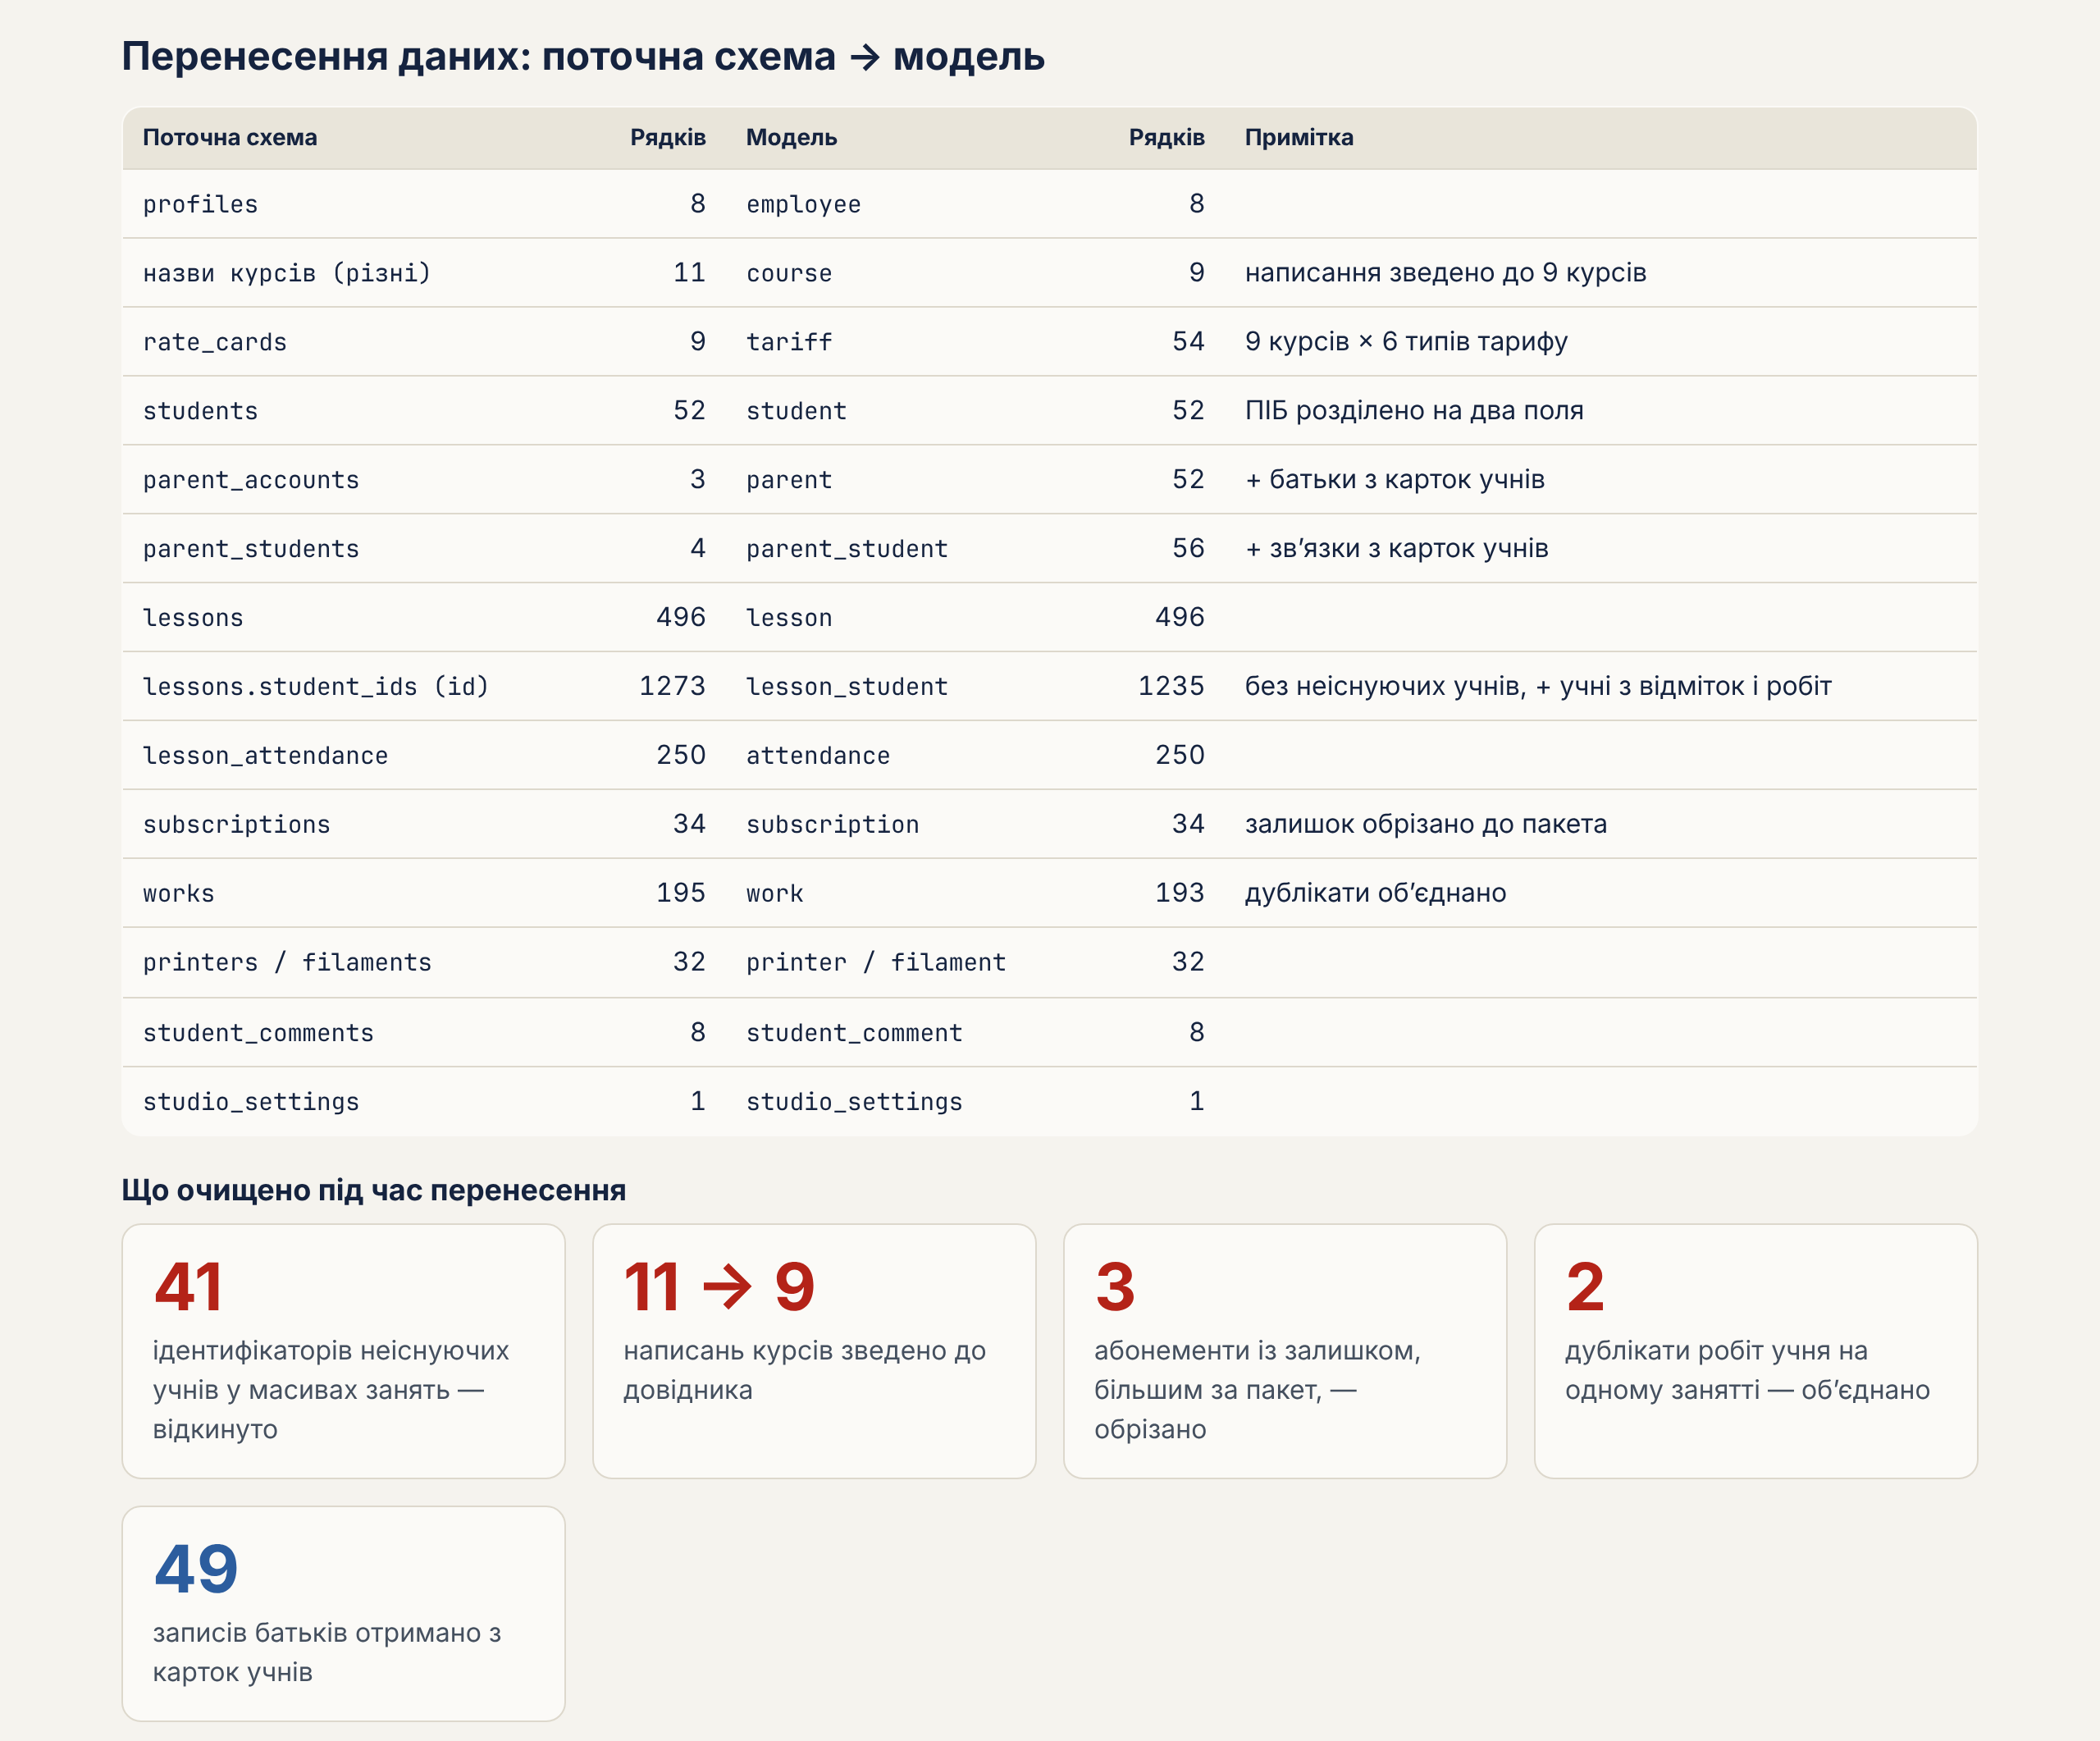 Перенесення даних: поточна схема → модель
Поточна схема Рядків Модель Рядків Примітка
profiles 8 employee 8
назви курсів (різні) 11 course 9 написання зведено до 9 курсів
rate_cards 9 tariff 54 9 курсів × 6 типів тарифу
students 52 student 52 ПІБ розділено на два поля
parent_accounts 3 parent 52 + батьки з карток учнів
parent_students 4 parent_student 56 + зв’язки з карток учнів
lessons 496 lesson 496
lessons.student_ids (id) 1273 lesson_student 1235 без неіснуючих учнів, + учні з відміток і робіт
lesson_attendance 250 attendance 250
subscriptions 34 subscription 34 залишок обрізано до пакета
works 195 work 193 дублікати об’єднано
printers / filaments 32 printer / filament 32
student_comments 8 student_comment 8
studio_settings 1 studio_settings 1
Що очищено під час перенесення
41
ідентифікаторів неіснуючих
учнів у масивах занять —
відкинуто
11 → 9
написань курсів зведено до
довідника
3
абонементи із залишком,
більшим за пакет, —
обрізано
2
дублікати робіт учня на
одному занятті — об’єднано
49
записів батьків отримано з
карток учнів